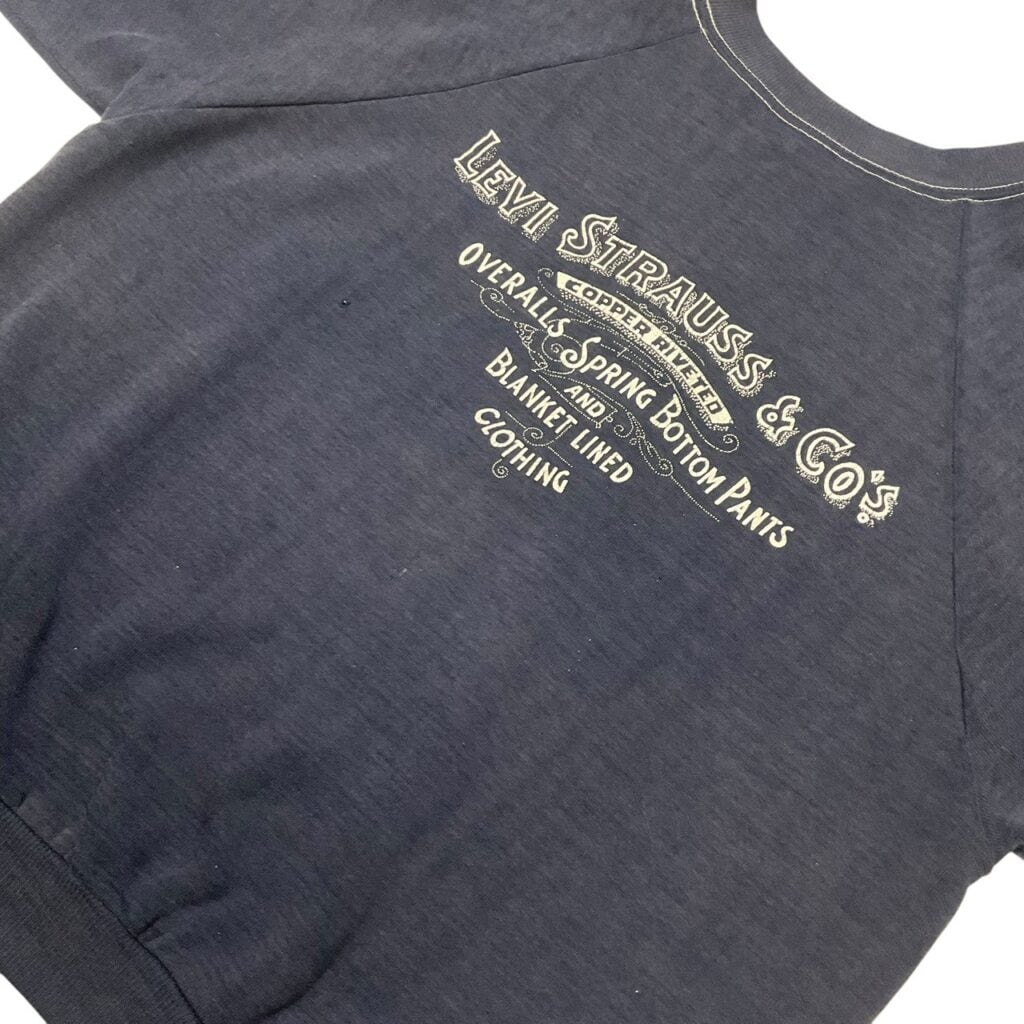 LEVI STRAUSS & CO'S.
COPPER RIVETED
OVERALLS SPRING BOTTOM PANTS
AND
BLANKET LINED
CLOTHING